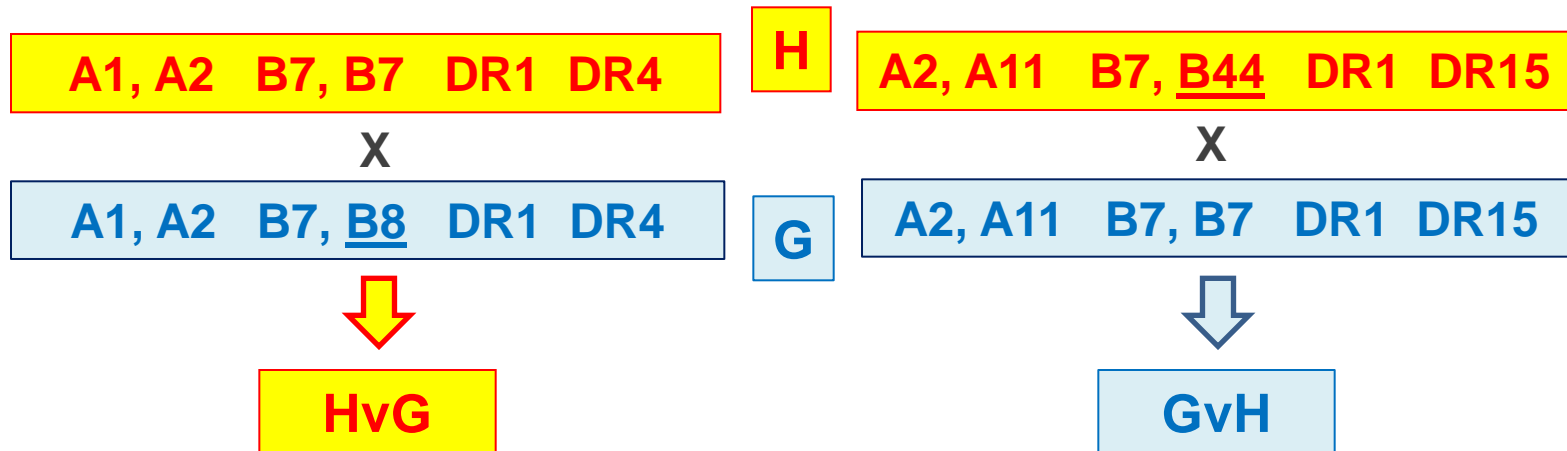 H
A1, A2 B7, B7 DR1 DR4
A2, A11 B7, B44 DR1 DR15
X
X
A1, A2 B7, B8 DR1 DR4
G
A2, A11 B7, B7 DR1 DR15
HvG
GvH